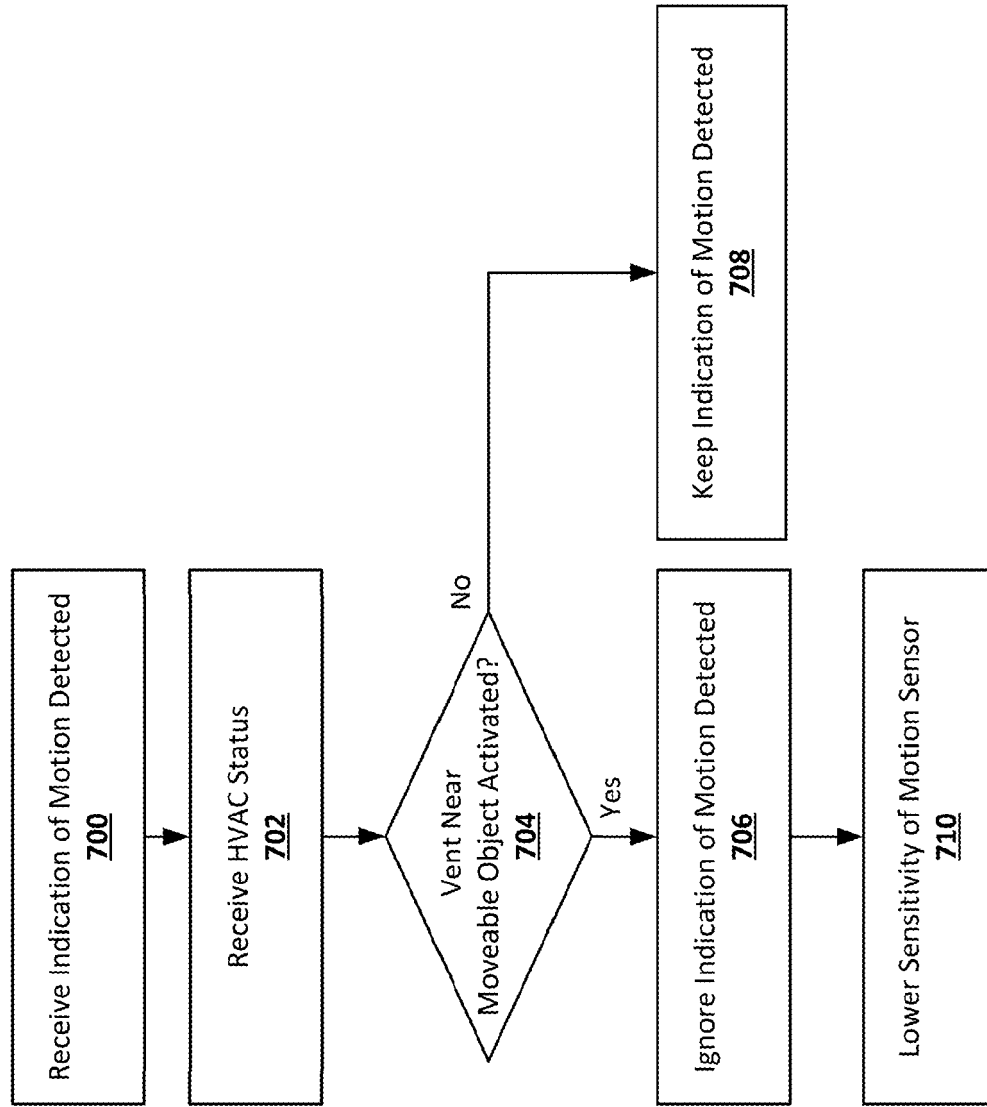 Receive Indication of Motion Detected
700
Receive HVAC Status
702
Vent Near
Moveable Object Activated?
704
No
Yes
Ignore Indication of Motion Detected
706
Keep Indication of Motion Detected
708
Lower Sensitivity of Motion Sensor
710